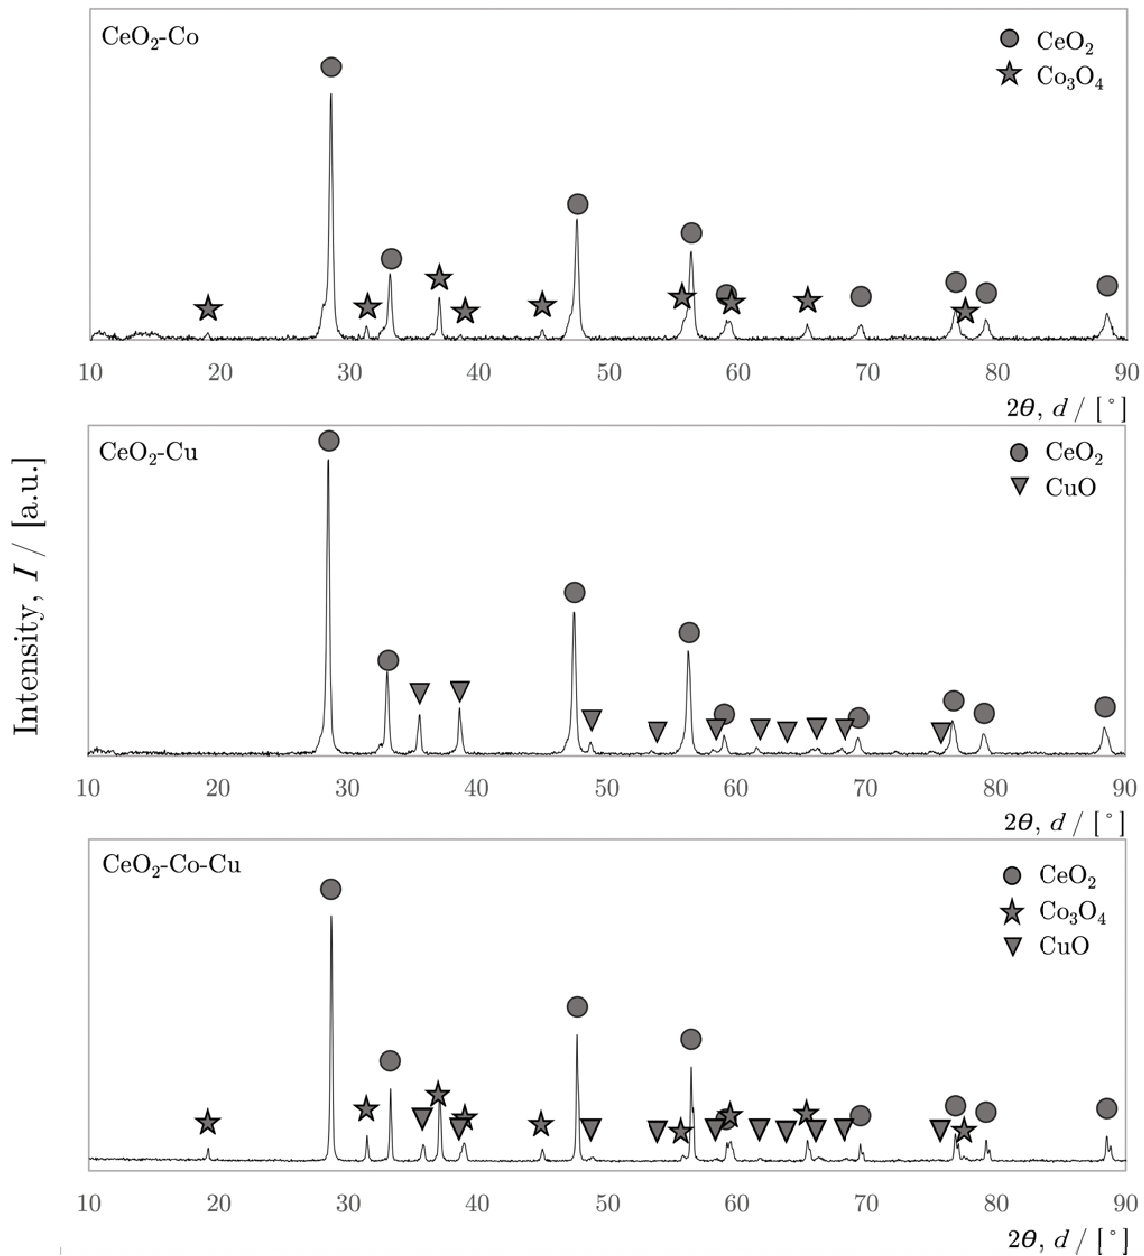 CeO₂-Co
CeO₂
Co₃O₄
10 20 30 40 50 60 70 80 90
2θ, d / [°]
Intensity, I / [a.u.]
CeO₂-Cu
CeO₂
CuO
10 20 30 40 50 60 70 80 90
2θ, d / [°]
CeO₂-Co-Cu
CeO₂
Co₃O₄
CuO
10 20 30 40 50 60 70 80 90
2θ, d / [°]